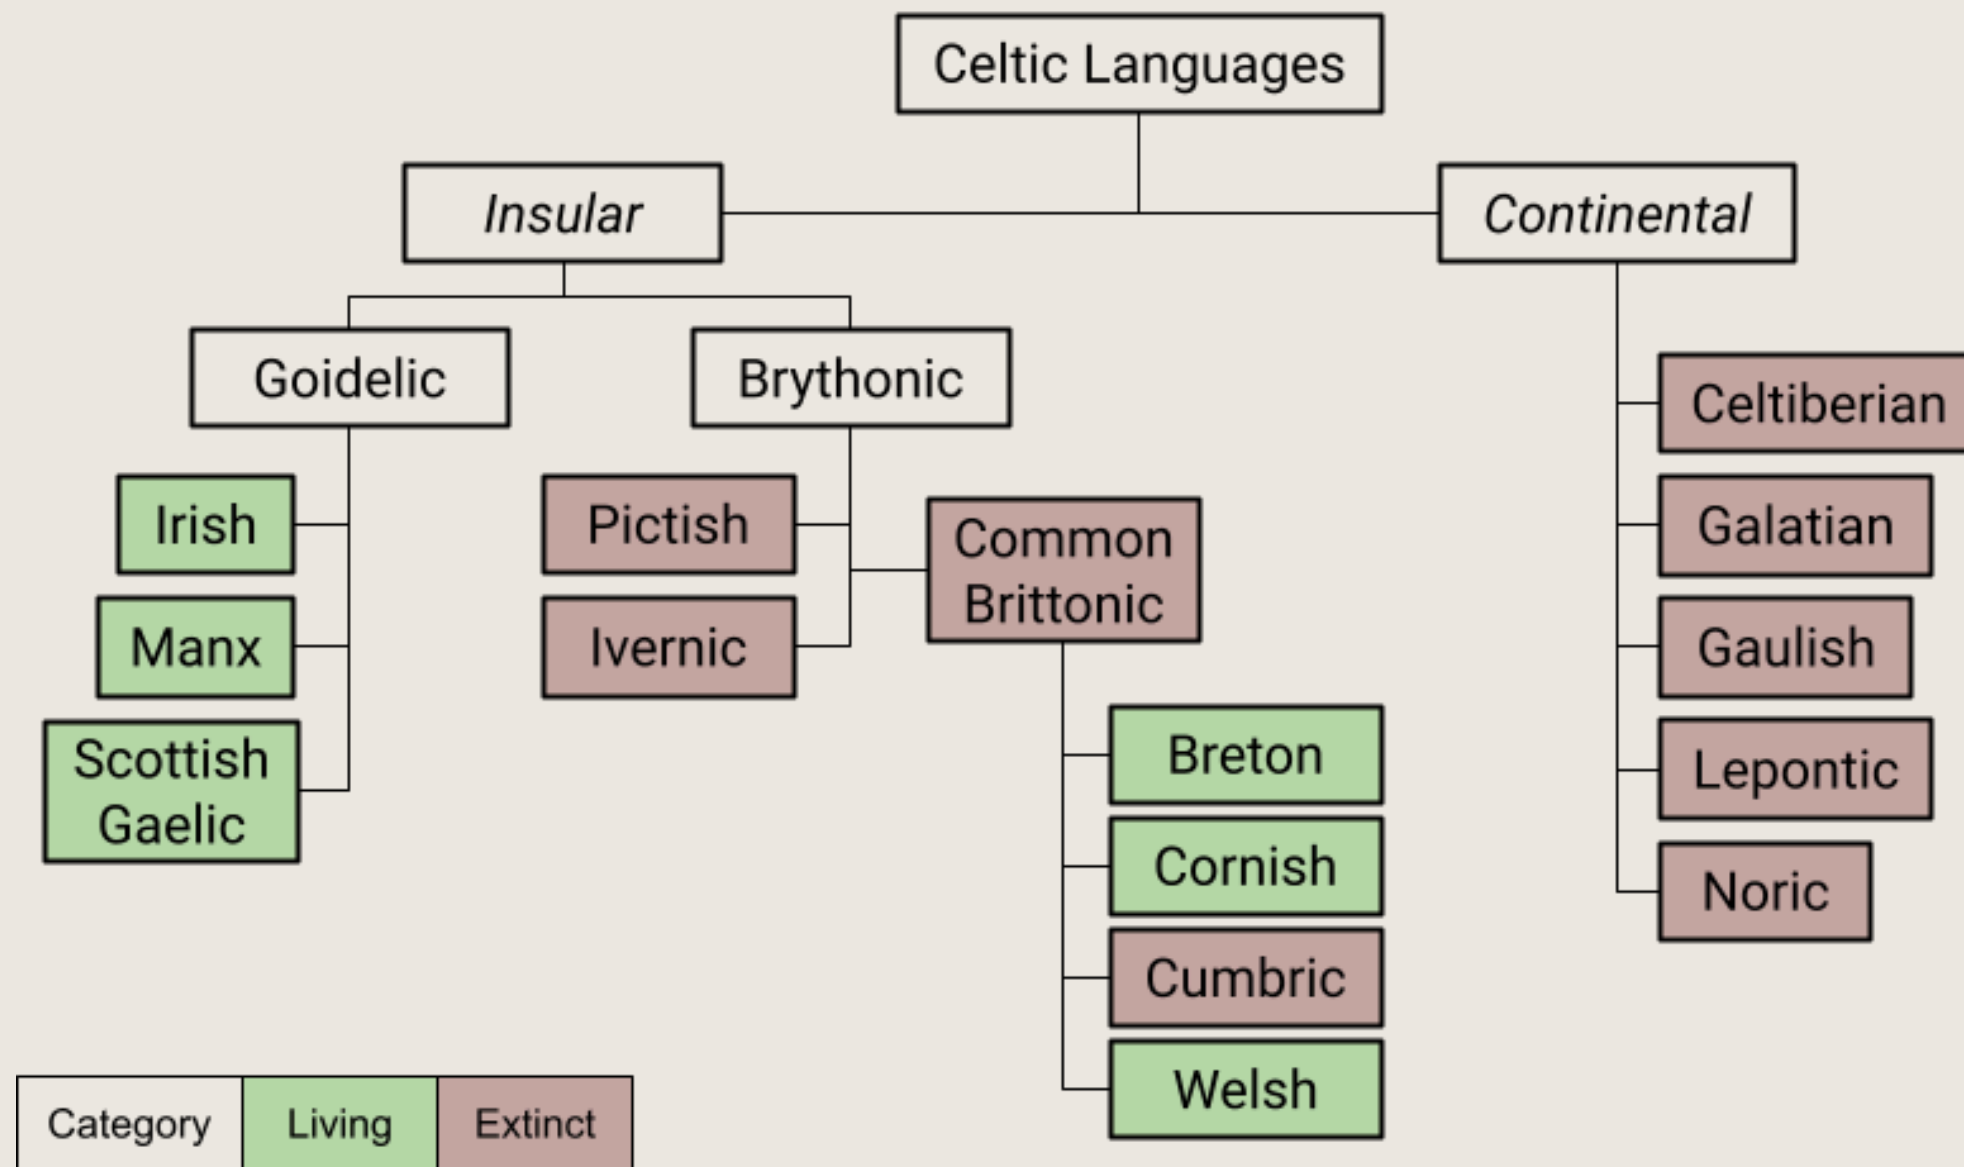 Celtic Languages
Insular
Continental
Goidelic
Brythonic
Irish
Manx
Scottish
Gaelic
Pictish
Ivernic
Common
Brittonic
Breton
Cornish
Cumbric
Welsh
Celtiberian
Galatian
Gaulish
Lepontic
Noric
Category
Living
Extinct